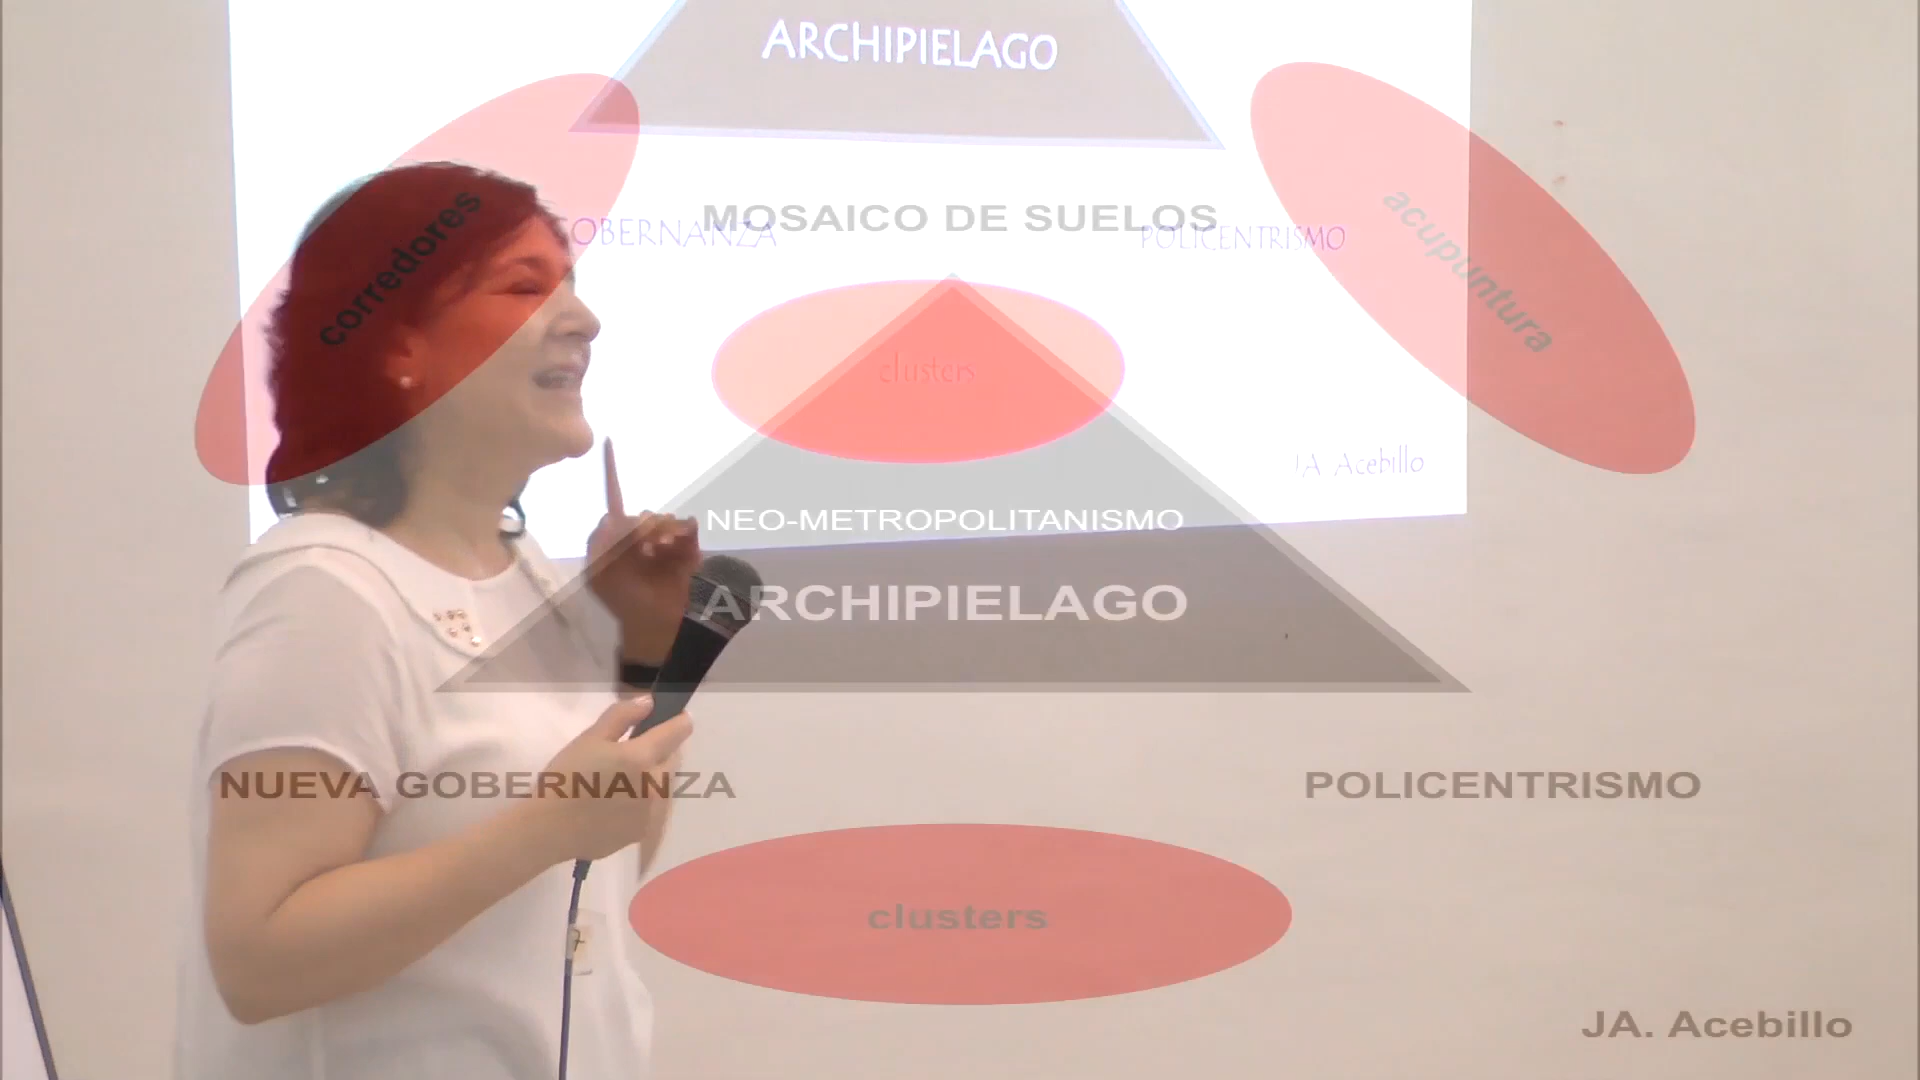 ARCHIPIELAGO
corredores
acupuntura
MOSAICO DE SUELOS
GOBERNANZA
POLICENTRISMO
clusters
JA Acebillo
NEO-METROPOLITANISMO
ARCHIPIELAGO
NUEVA GOBERNANZA
POLICENTRISMO
clusters
JA. Acebillo